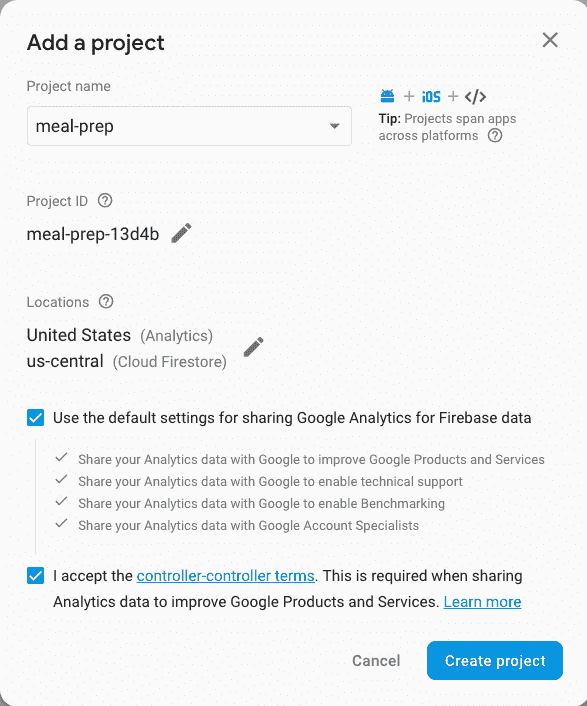 Add a project
Project name
meal-prep
+ iOS + </>
Tip: Projects span apps
across platforms ?
Project ID ?
meal-prep-13d4b
Locations ?
United States (Analytics)
us-central (Cloud Firestore)
Use the default settings for sharing Google Analytics for Firebase data
Share your Analytics data with Google to improve Google Products and Services
Share your Analytics data with Google to enable technical support
Share your Analytics data with Google to enable Benchmarking
Share your Analytics data with Google Account Specialists
I accept the controller-controller terms. This is required when sharing
Analytics data to improve Google Products and Services. Learn more
Cancel
Create project